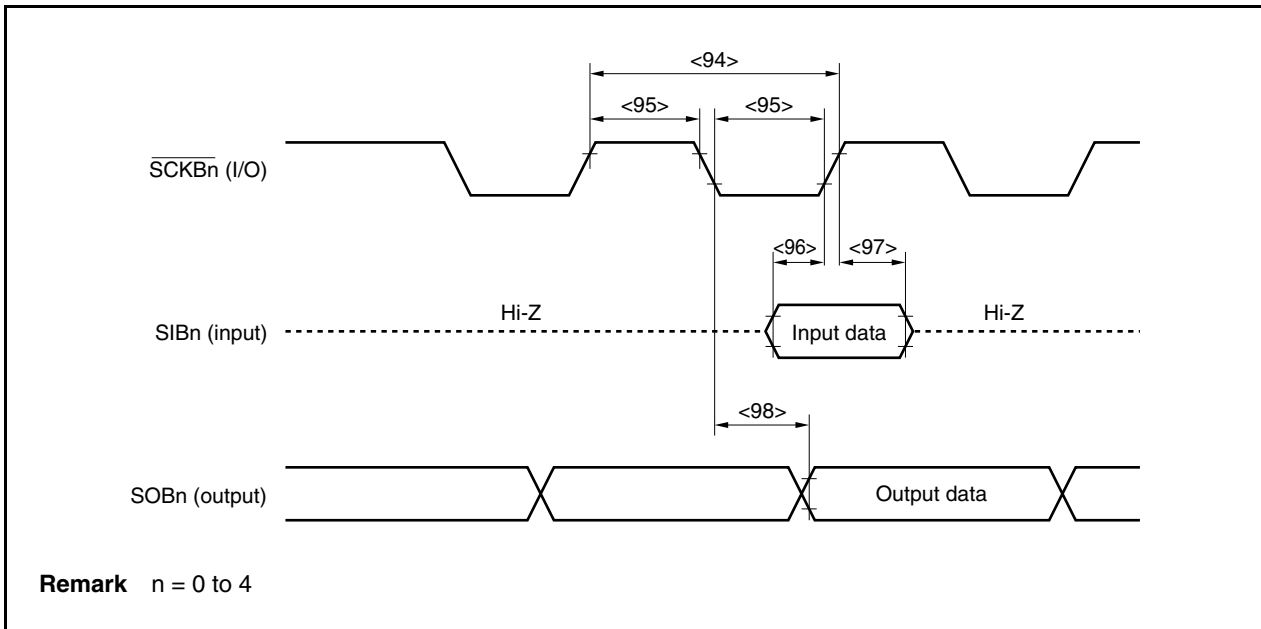 <94>
<95> <95>
SCKBn (I/O)
<96> <97>
Hi-Z Hi-Z
SIBn (input) Input data
<98>
SOBn (output) Output data
Remark n = 0 to 4